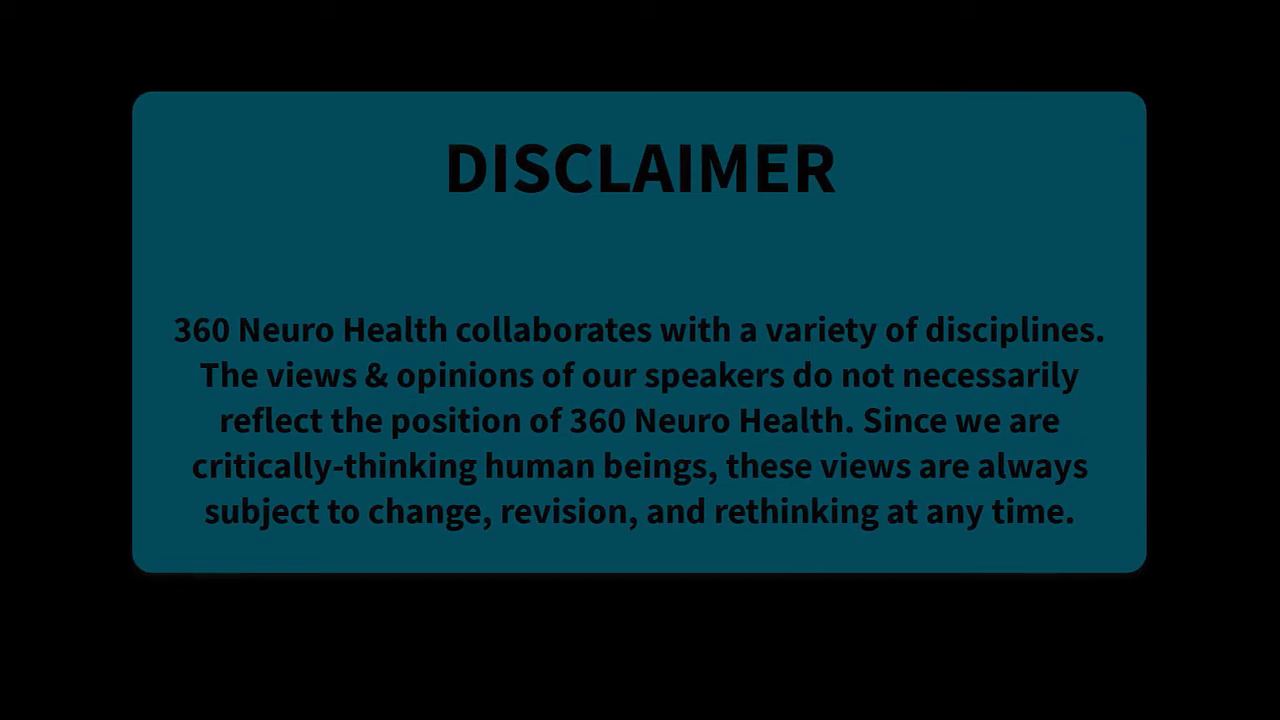 DISCLAIMER
360 Neuro Health collaborates with a variety of disciplines.
The views & opinions of our speakers do not necessarily
reflect the position of 360 Neuro Health. Since we are
critically-thinking human beings, these views are always
subject to change, revision, and rethinking at any time.